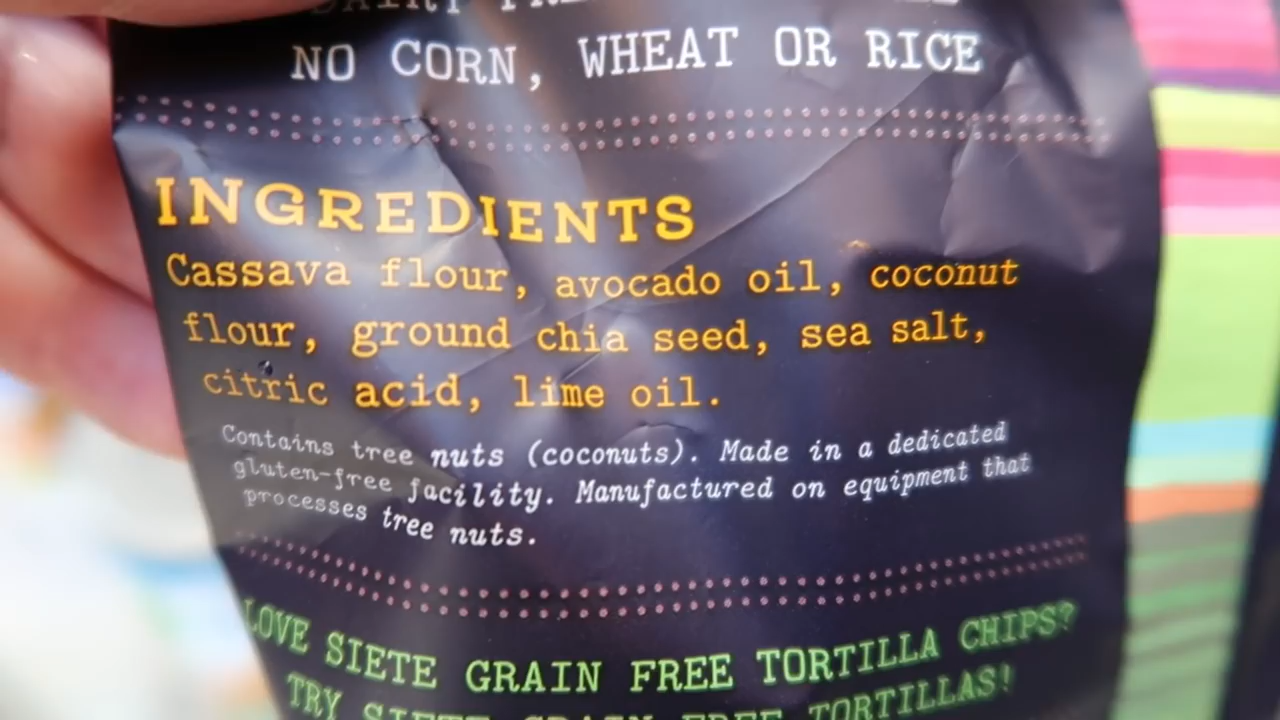 DAIRY FREE
NO CORN, WHEAT OR RICE
INGREDIENTS
Cassava flour, avocado oil, coconut
flour, ground chia seed, sea salt,
citric acid, lime oil.
Contains tree nuts (coconuts). Made in a dedicated
gluten-free facility. Manufactured on equipment that
processes tree nuts.
LOVE SIETE GRAIN FREE TORTILLA CHIPS?
TRY SIETE GRAIN FREE TORTILLAS!